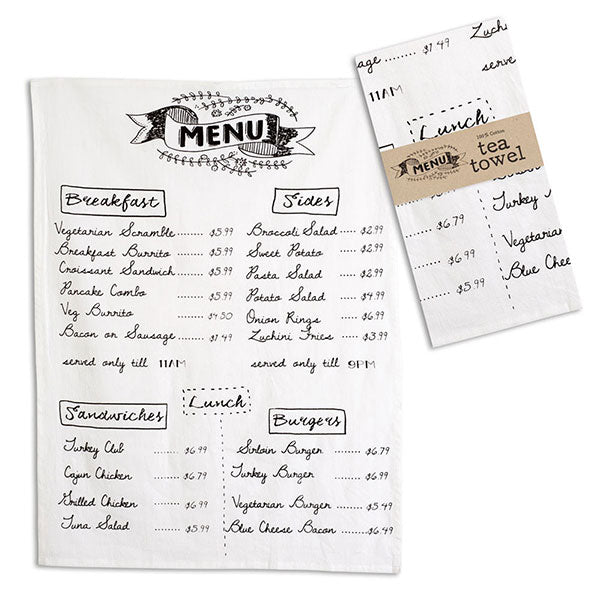 MENU
Breakfast
Vegetarian Scramble..... $5.99
Breakfast Burrito ...... $5.99
Croissant Sandwich..... $5.99
Pancake Combo ..... $5.99
Veg Burrito ..... $4.50
Bacon or Sausage ..... $1.49
served only till 11AM
Sides
Broccoli Salad .... $2.99
Sweet Potato ..... $2.99
Pasta Salad ..... $2.99
Potato Salad ..... $4.99
Onion Rings ..... $6.99
Zuchini Fries .... $3.99
served only till 9PM
Lunch
Sandwiches
Turkey Club ....... $6.99
Cajun Chicken ..... $6.79
Grilled Chicken ..... $6.99
Tuna Salad ..... $5.99
Burgers
Sirloin Burger ...... $6.79
Turkey Burger ...... $6.99
Vegetarian Burger .... $5.49
Blue Cheese Bacon ....$6.49
Zuchi
age ..... $1.49
serve
11AM
Lunch
MENU
100% Cotton
tea
towel
Turkey
..... $6.79
Vegetarian
.... $6.99
Blue Chees
.... $5.99